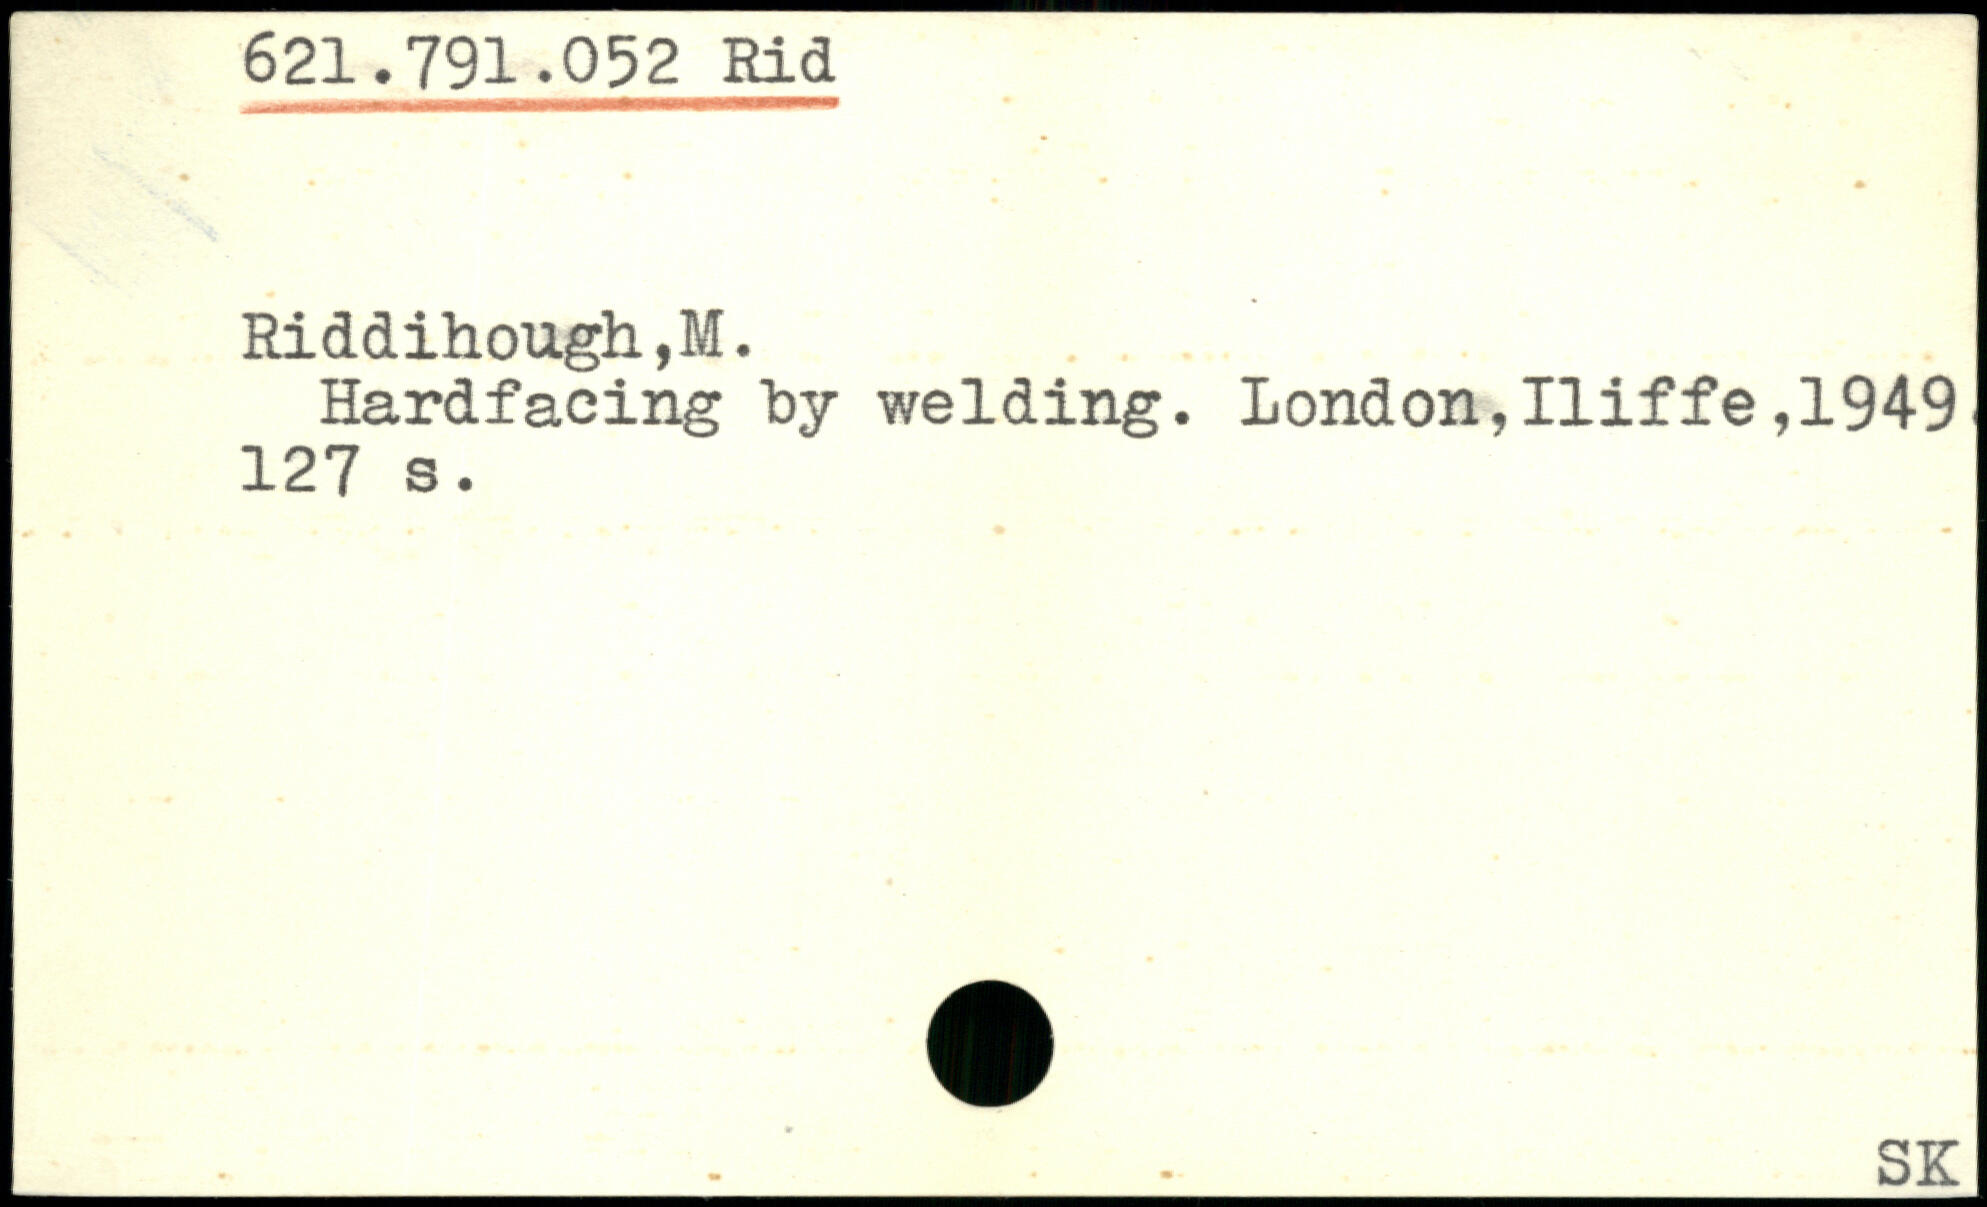 621.791.052 Rid
Riddihough,M.
Hardfacing by welding. London,Iliffe,1949.
127 s.
SK